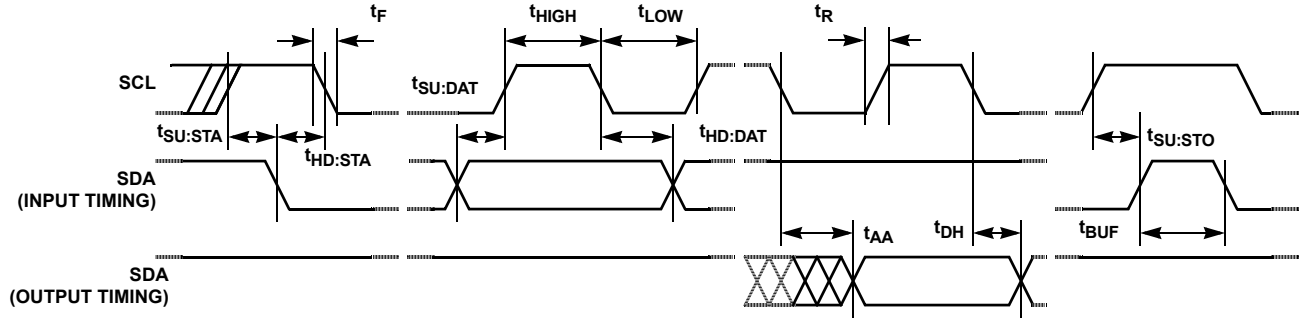 tF
tHIGH
tLOW
tR
SCL
tSU:DAT
tSU:STA
tHD:STA
tHD:DAT
tSU:STO
SDA
(INPUT TIMING)
tAA
tDH
tBUF
SDA
(OUTPUT TIMING)